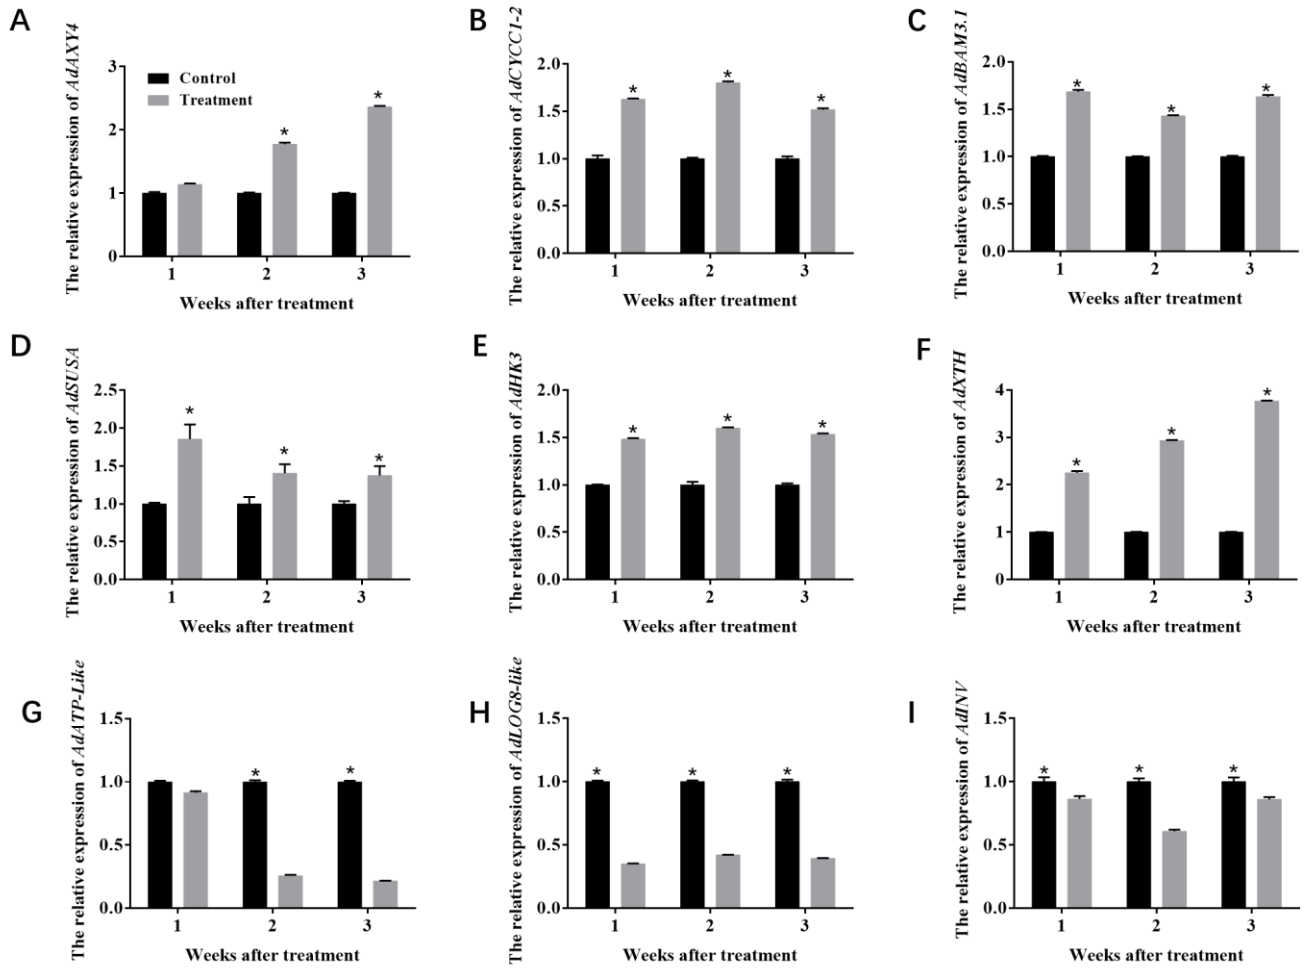 A
The relative expression of AdAXY4
3
2
1
0
Control
Treatment
*
*
1 2 3
Weeks after treatment
B
The relative expression of AdCYCC1-2
2.0
1.5
1.0
0.5
0.0
*
*
*
1 2 3
Weeks after treatment
C
The relative expression of AdBAM3.1
2.0
1.5
1.0
0.5
0.0
*
*
*
1 2 3
Weeks after treatment
D
The relative expression of AdSUSA
2.5
2.0
1.5
1.0
0.5
0.0
*
*
*
1 2 3
Weeks after treatment
E
The relative expression of AdHK3
2.0
1.5
1.0
0.5
0.0
*
*
*
1 2 3
Weeks after treatment
F
The relative expression of AdXTH
4
3
2
1
0
*
*
*
1 2 3
Weeks after treatment
G
The relative expression of AdATP-Like
1.5
1.0
0.5
0.0
*
*
1 2 3
Weeks after treatment
H
The relative expression of AdLOG8-like
1.5
1.0
0.5
0.0
*
*
*
1 2 3
Weeks after treatment
I
The relative expression of AdINV
1.5
1.0
0.5
0.0
*
*
*
1 2 3
Weeks after treatment